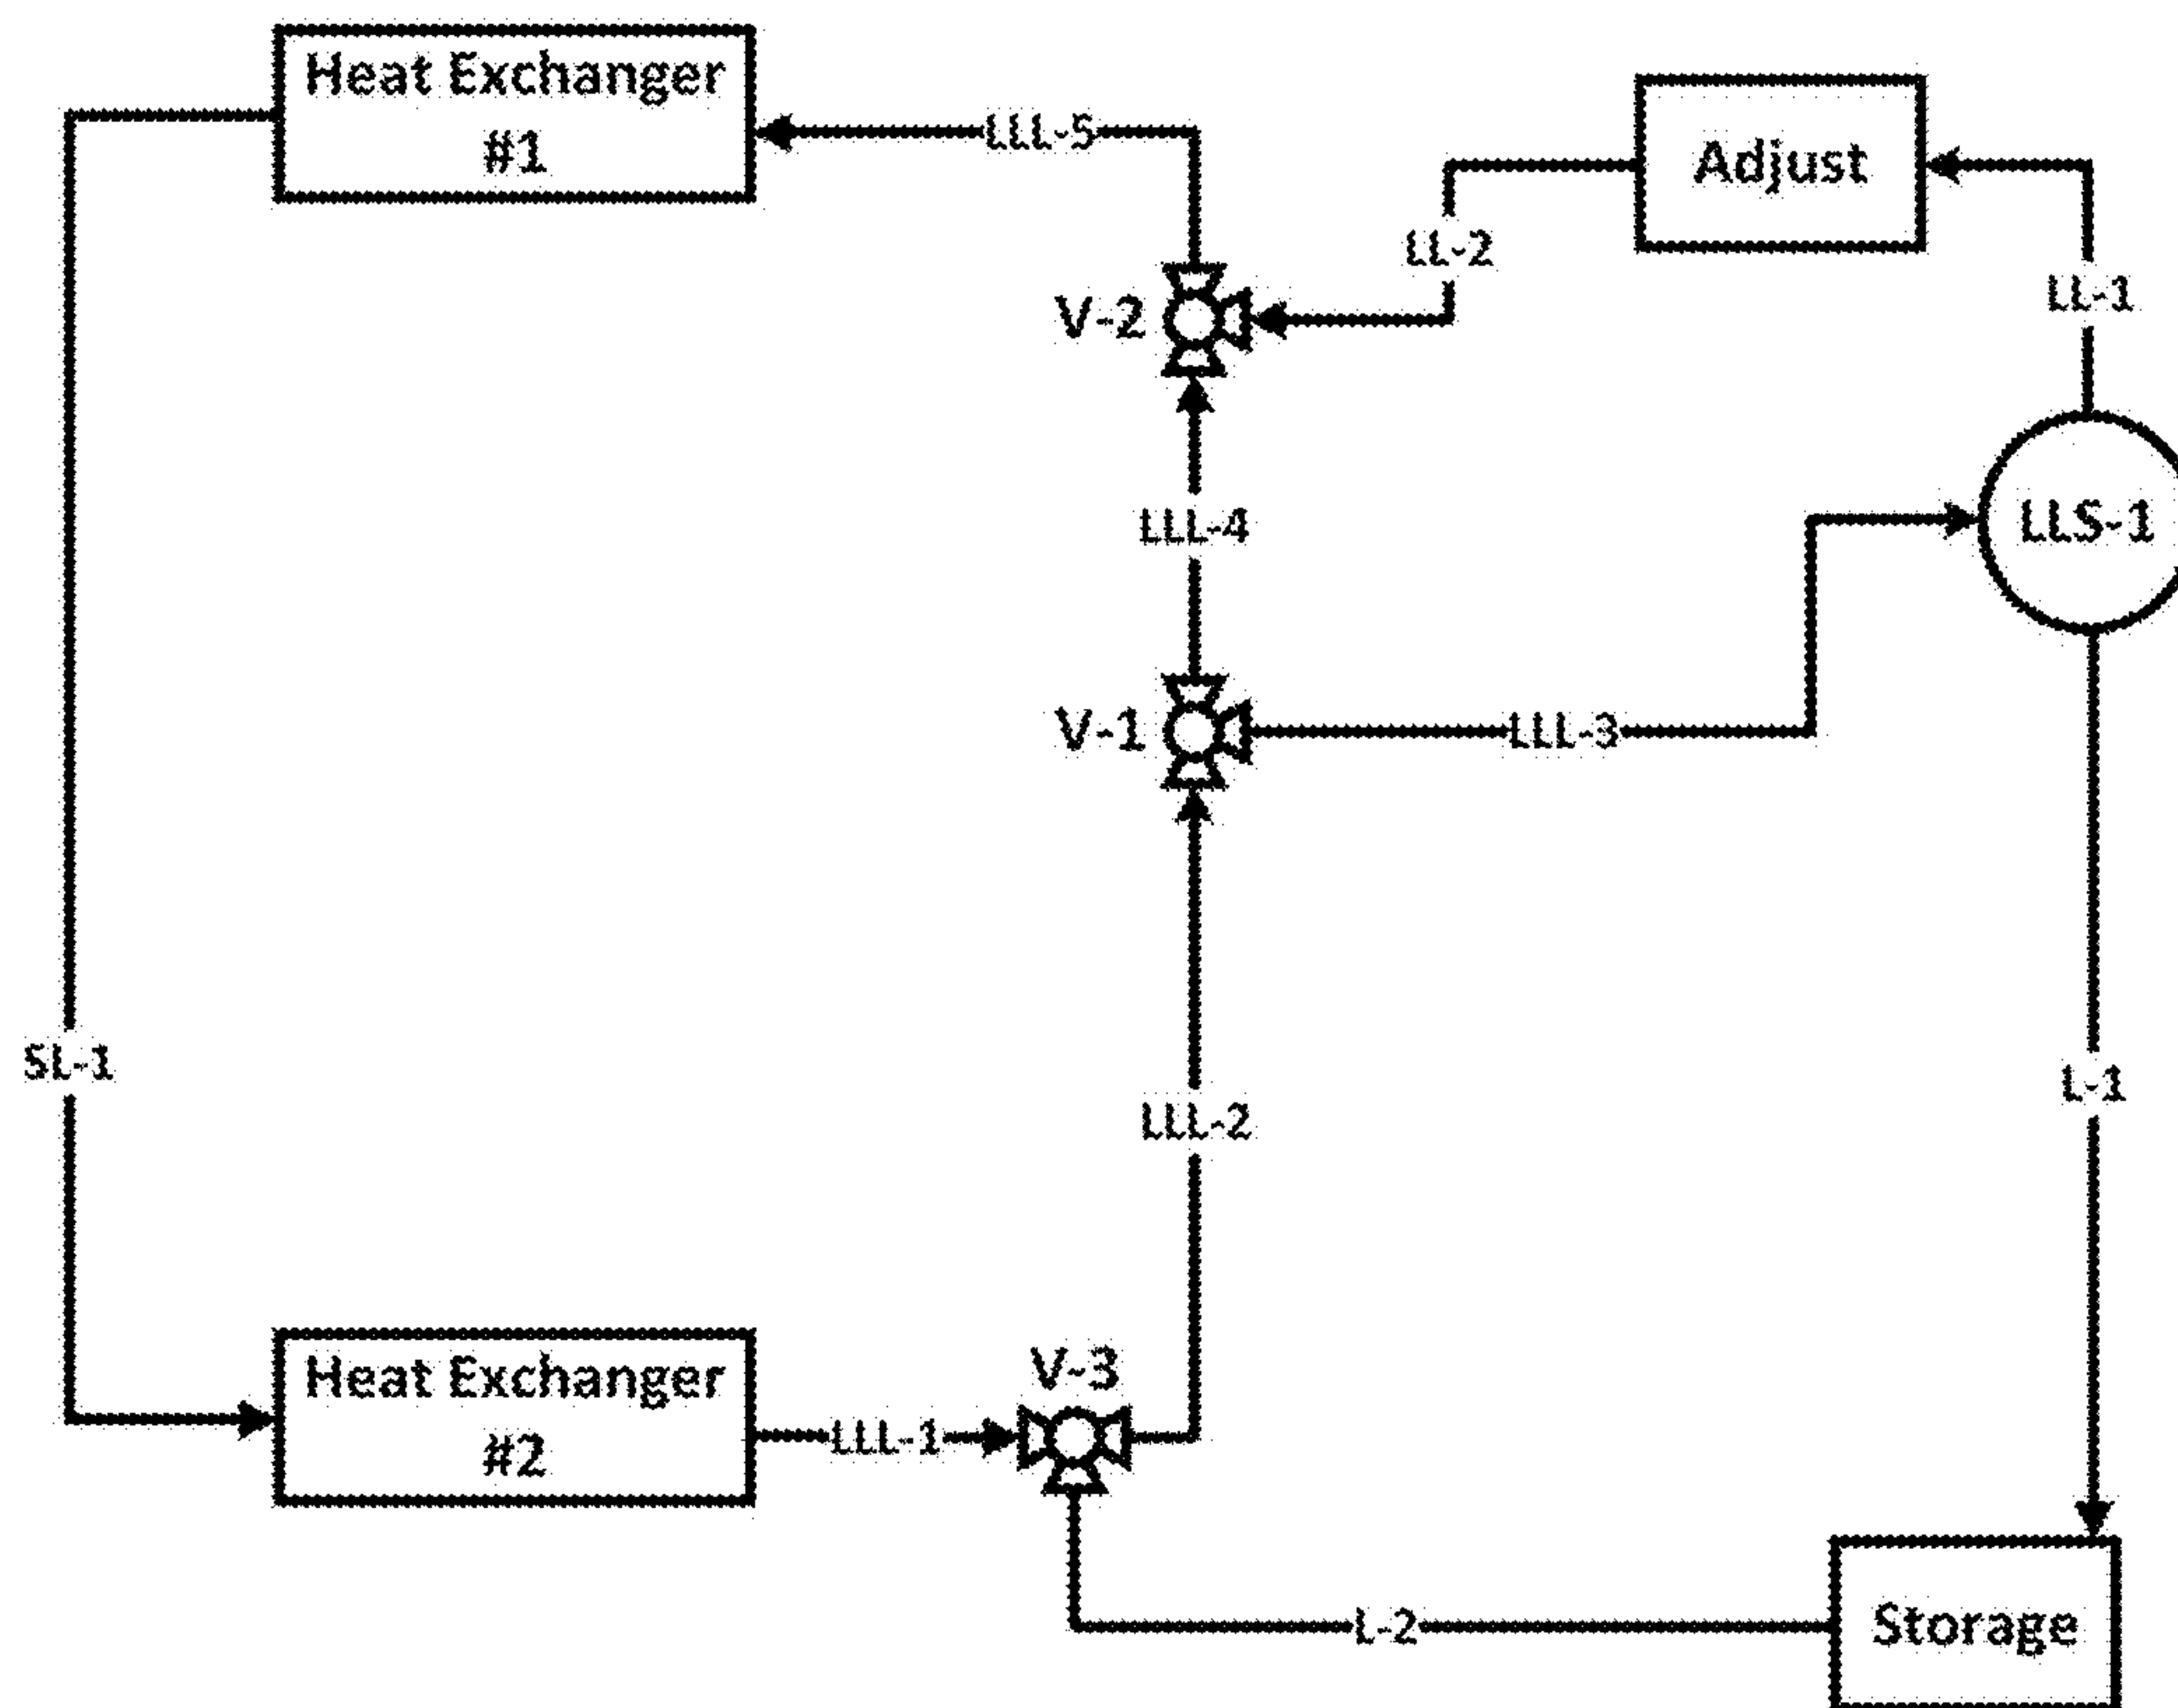 Heat Exchanger
#1
LLL-5
Adjust
LL-2
LL-1
V-2
LLL-4
LLS-1
V-1
LLL-3
SL-1
L-1
LLL-2
Heat Exchanger
#2
V-3
LLL-1
L-2
Storage